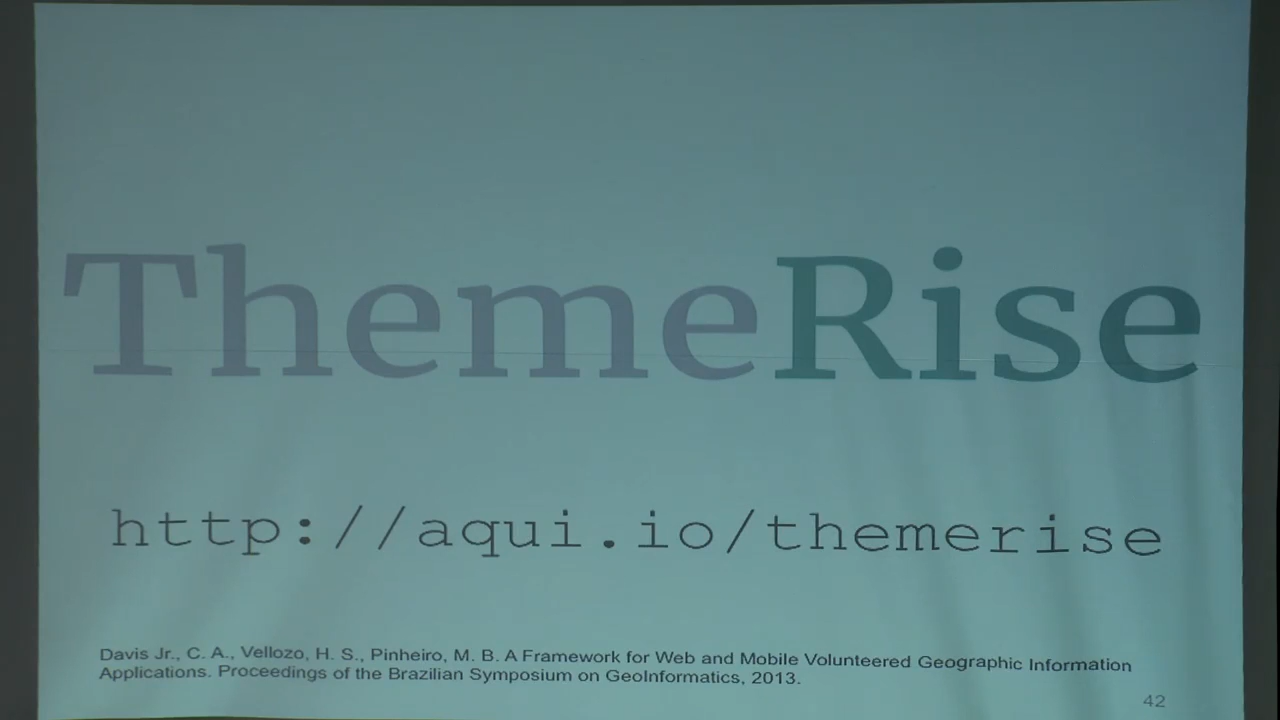 ThemeRise
http://aqui.io/themerise
Davis Jr., C. A., Vellozo, H. S., Pinheiro, M. B. A Framework for Web and Mobile Volunteered Geographic Information
Applications. Proceedings of the Brazilian Symposium on GeoInformatics, 2013.
42